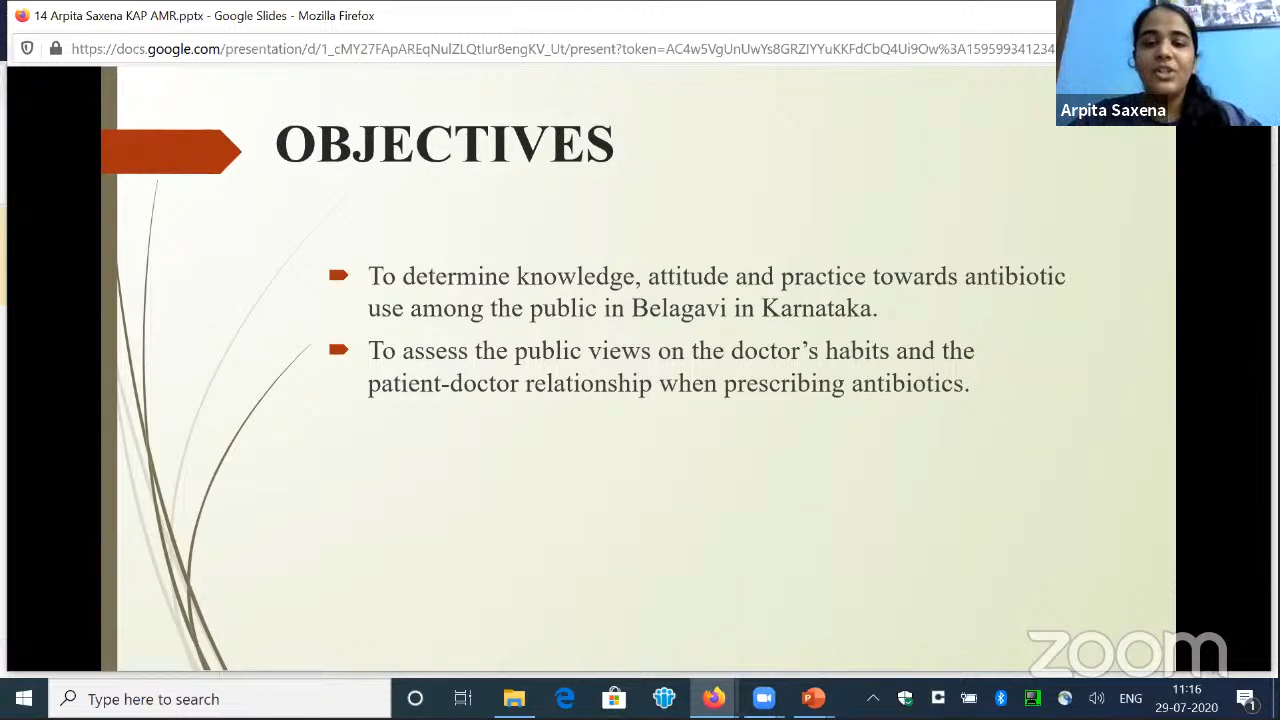 14 Arpita Saxena KAP AMR.pptx - Google Slides - Mozilla Firefox
https://docs.google.com/presentation/d/1_cMY27FApAREqNulZLQtIur8engKV_Ut/present?token=AC4w5VgUnUwYs8GRZIYYuKKFdCbQ4Ui9Ow%3A159599341234
Arpita Saxena
OBJECTIVES
To determine knowledge, attitude and practice towards antibiotic
use among the public in Belagavi in Karnataka.
To assess the public views on the doctor’s habits and the
patient-doctor relationship when prescribing antibiotics.
zoom
Type here to search
ENG
11:16
29-07-2020
1